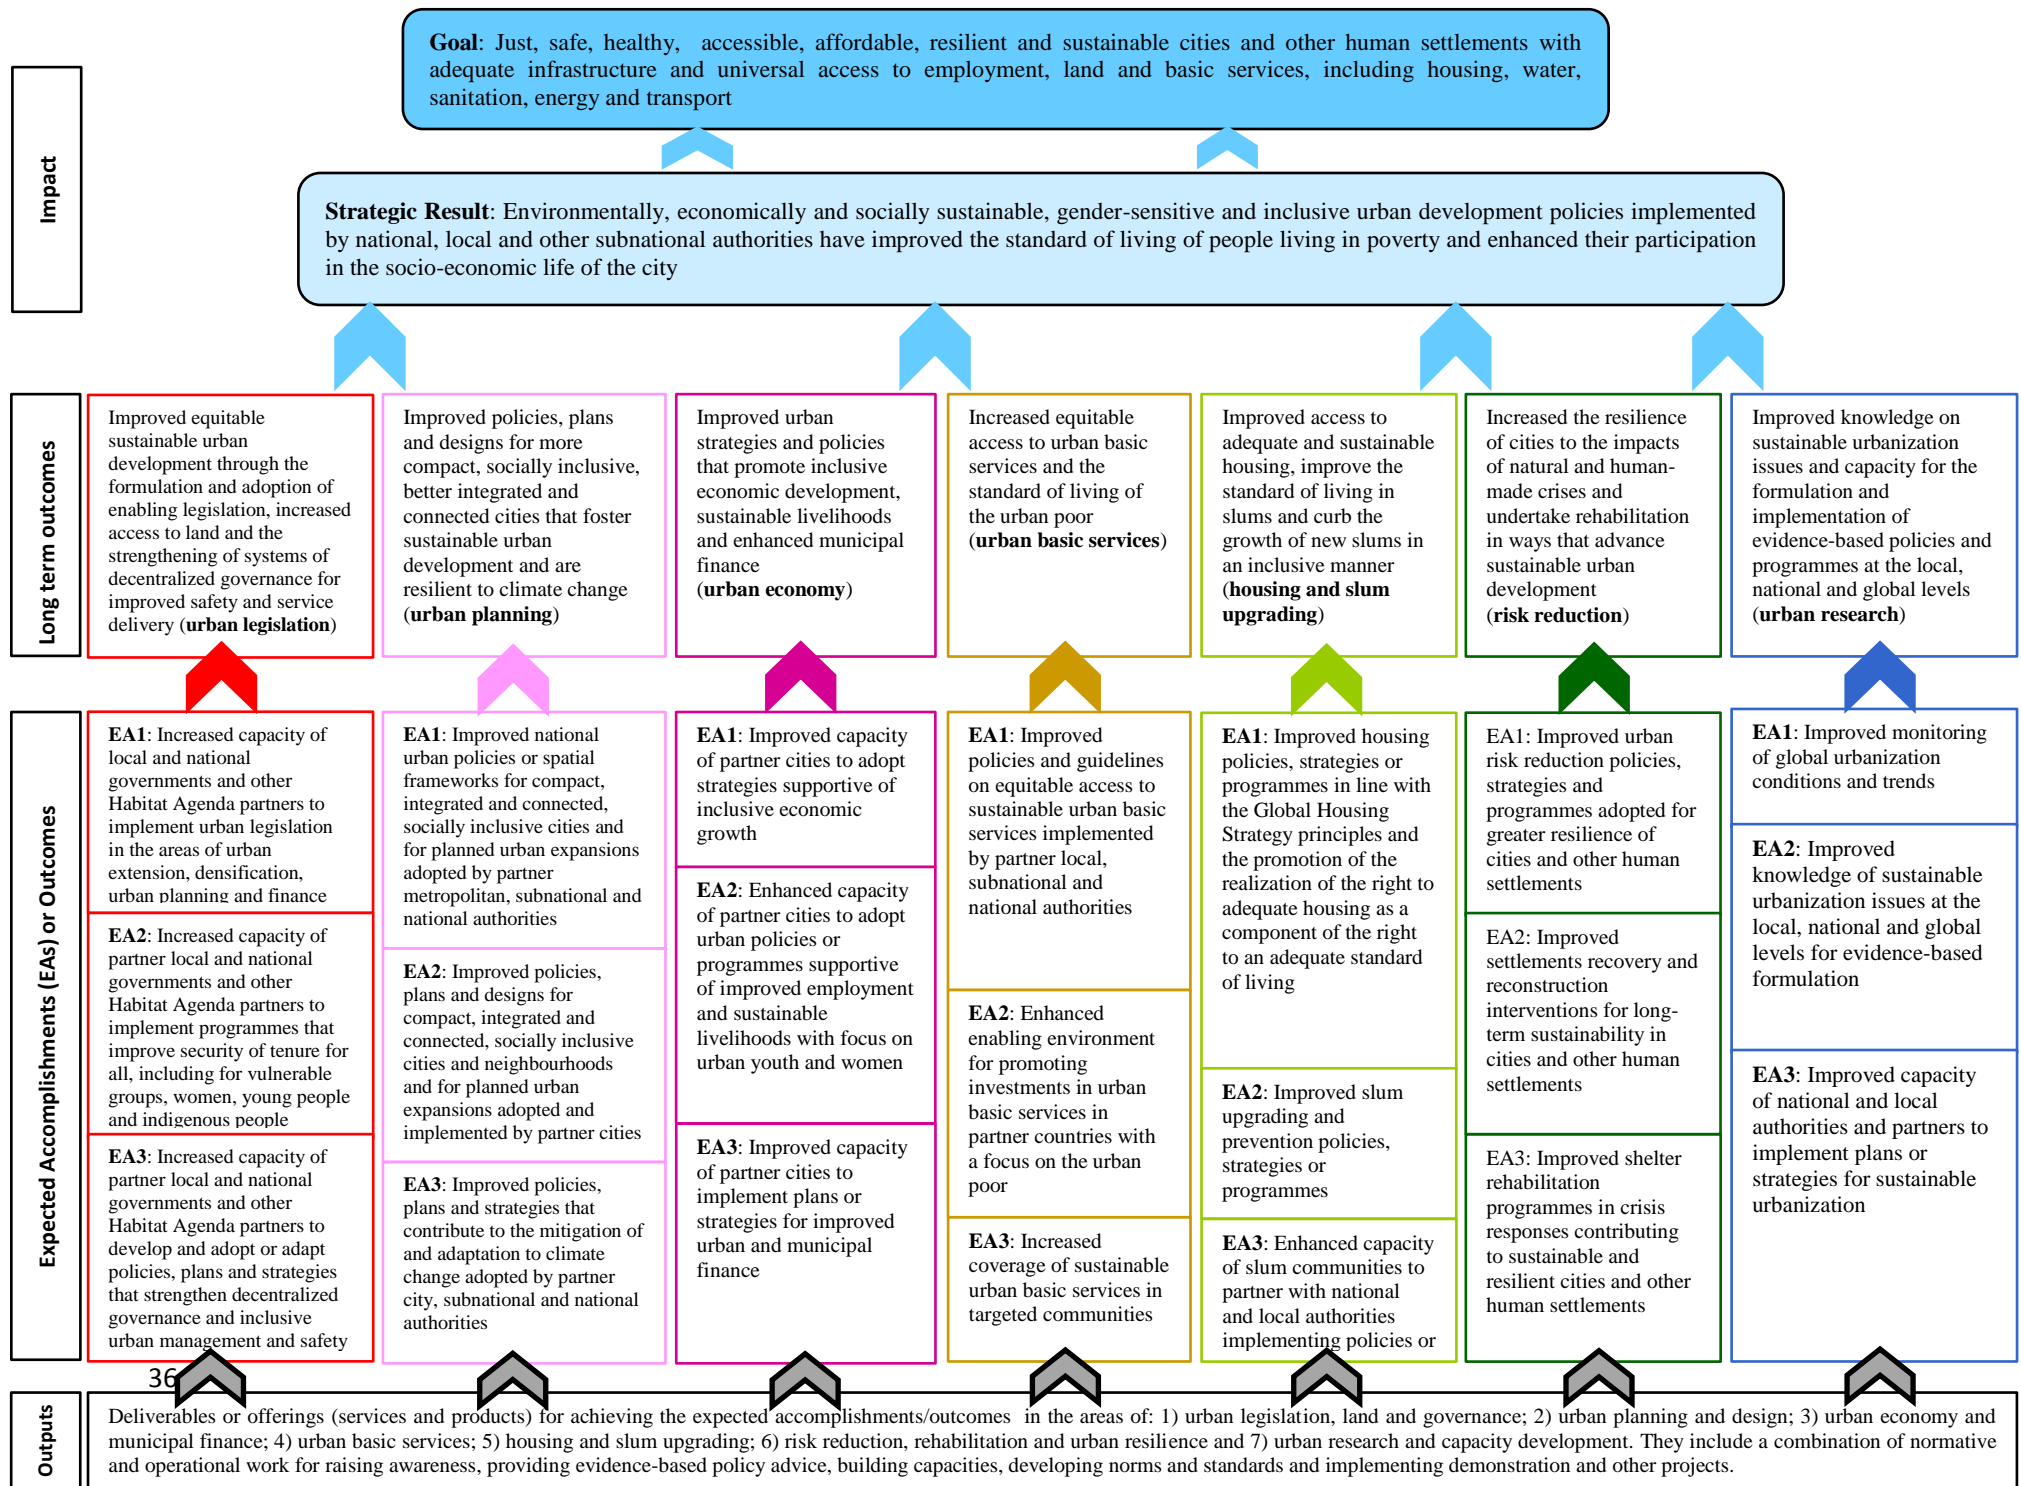 Goal: Just, safe, healthy, accessible, affordable, resilient and sustainable cities and other human settlements with
adequate infrastructure and universal access to employment, land and basic services, including housing, water,
sanitation, energy and transport
Impact
Strategic Result: Environmentally, economically and socially sustainable, gender-sensitive and inclusive urban development policies implemented
by national, local and other subnational authorities have improved the standard of living of people living in poverty and enhanced their participation
in the socio-economic life of the city
Long term outcomes
Improved equitable
sustainable urban
development through the
formulation and adoption of
enabling legislation, increased
access to land and the
strengthening of systems of
decentralized governance for
improved safety and service
delivery (urban legislation)
Improved policies, plans
and designs for more
compact, socially inclusive,
better integrated and
connected cities that foster
sustainable urban
development and are
resilient to climate change
(urban planning)
Improved urban
strategies and policies
that promote inclusive
economic development,
sustainable livelihoods
and enhanced municipal
finance
(urban economy)
Increased equitable
access to urban basic
services and the
standard of living of
the urban poor
(urban basic services)
Improved access to
adequate and sustainable
housing, improve the
standard of living in
slums and curb the
growth of new slums in
an inclusive manner
(housing and slum
upgrading)
Increased the resilience
of cities to the impacts
of natural and human-
made crises and
undertake rehabilitation
in ways that advance
sustainable urban
development
(risk reduction)
Improved knowledge on
sustainable urbanization
issues and capacity for the
formulation and
implementation of
evidence-based policies and
programmes at the local,
national and global levels
(urban research)
Expected Accomplishments (EAs) or Outcomes
EA1: Increased capacity of
local and national
governments and other
Habitat Agenda partners to
implement urban legislation
in the areas of urban
extension, densification,
urban planning and finance
EA2: Increased capacity of
partner local and national
governments and other
Habitat Agenda partners to
implement programmes that
improve security of tenure for
all, including for vulnerable
groups, women, young people
and indigenous people
EA3: Increased capacity of
partner local and national
governments and other
Habitat Agenda partners to
develop and adopt or adapt
policies, plans and strategies
that strengthen decentralized
governance and inclusive
urban management and safety
EA1: Improved national
urban policies or spatial
frameworks for compact,
integrated and connected,
socially inclusive cities and
for planned urban expansions
adopted by partner
metropolitan, subnational and
national authorities
EA2: Improved policies,
plans and designs for
compact, integrated and
connected, socially inclusive
cities and neighbourhoods
and for planned urban
expansions adopted and
implemented by partner cities
EA3: Improved policies,
plans and strategies that
contribute to the mitigation of
and adaptation to climate
change adopted by partner
city, subnational and national
authorities
EA1: Improved capacity
of partner cities to adopt
strategies supportive of
inclusive economic
growth
EA2: Enhanced capacity
of partner cities to adopt
urban policies or
programmes supportive
of improved employment
and sustainable
livelihoods with focus on
urban youth and women
EA3: Improved capacity
of partner cities to
implement plans or
strategies for improved
urban and municipal
finance
EA1: Improved
policies and guidelines
on equitable access to
sustainable urban basic
services implemented
by partner local,
subnational and
national authorities
EA2: Enhanced
enabling environment
for promoting
investments in urban
basic services in
partner countries with
a focus on the urban
poor
EA3: Increased
coverage of sustainable
urban basic services in
targeted communities
EA1: Improved housing
policies, strategies or
programmes in line with
the Global Housing
Strategy principles and
the promotion of the
realization of the right to
adequate housing as a
component of the right
to an adequate standard
of living
EA2: Improved slum
upgrading and
prevention policies,
strategies or
programmes
EA3: Enhanced capacity
of slum communities to
partner with national
and local authorities
implementing policies or
EA1: Improved urban
risk reduction policies,
strategies and
programmes adopted for
greater resilience of
cities and other human
settlements
EA2: Improved
settlements recovery and
reconstruction
interventions for long-
term sustainability in
cities and other human
settlements
EA3: Improved shelter
rehabilitation
programmes in crisis
responses contributing
to sustainable and
resilient cities and other
human settlements
EA1: Improved monitoring
of global urbanization
conditions and trends
EA2: Improved
knowledge of sustainable
urbanization issues at the
local, national and global
levels for evidence-based
formulation
EA3: Improved capacity
of national and local
authorities and partners to
implement plans or
strategies for sustainable
urbanization
36
Outputs
Deliverables or offerings (services and products) for achieving the expected accomplishments/outcomes in the areas of: 1) urban legislation, land and governance; 2) urban planning and design; 3) urban economy and
municipal finance; 4) urban basic services; 5) housing and slum upgrading; 6) risk reduction, rehabilitation and urban resilience and 7) urban research and capacity development. They include a combination of normative
and operational work for raising awareness, providing evidence-based policy advice, building capacities, developing norms and standards and implementing demonstration and other projects.